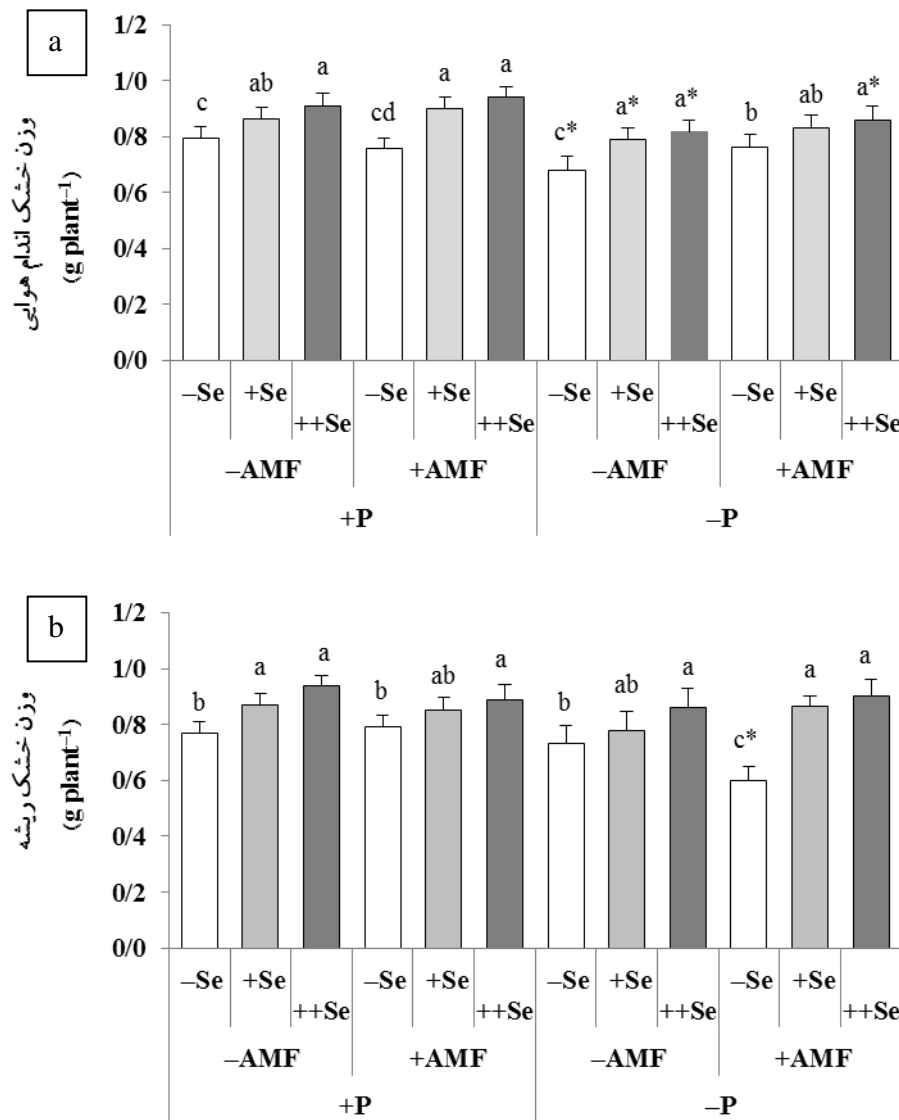 a
وزن خشک اندام هوایی
(g plant⁻¹)
1/2
1/0
0/8
0/6
0/4
0/2
0/0
c ab a cd a a c* a* a* b ab a*
–Se +Se ++Se –Se +Se ++Se –Se +Se ++Se –Se +Se ++Se
–AMF +AMF –AMF +AMF
+P –P
b
وزن خشک ریشه
(g plant⁻¹)
1/2
1/0
0/8
0/6
0/4
0/2
0/0
b a a b ab a b ab a c* a a
–Se +Se ++Se –Se +Se ++Se –Se +Se ++Se –Se +Se ++Se
–AMF +AMF –AMF +AMF
+P –P